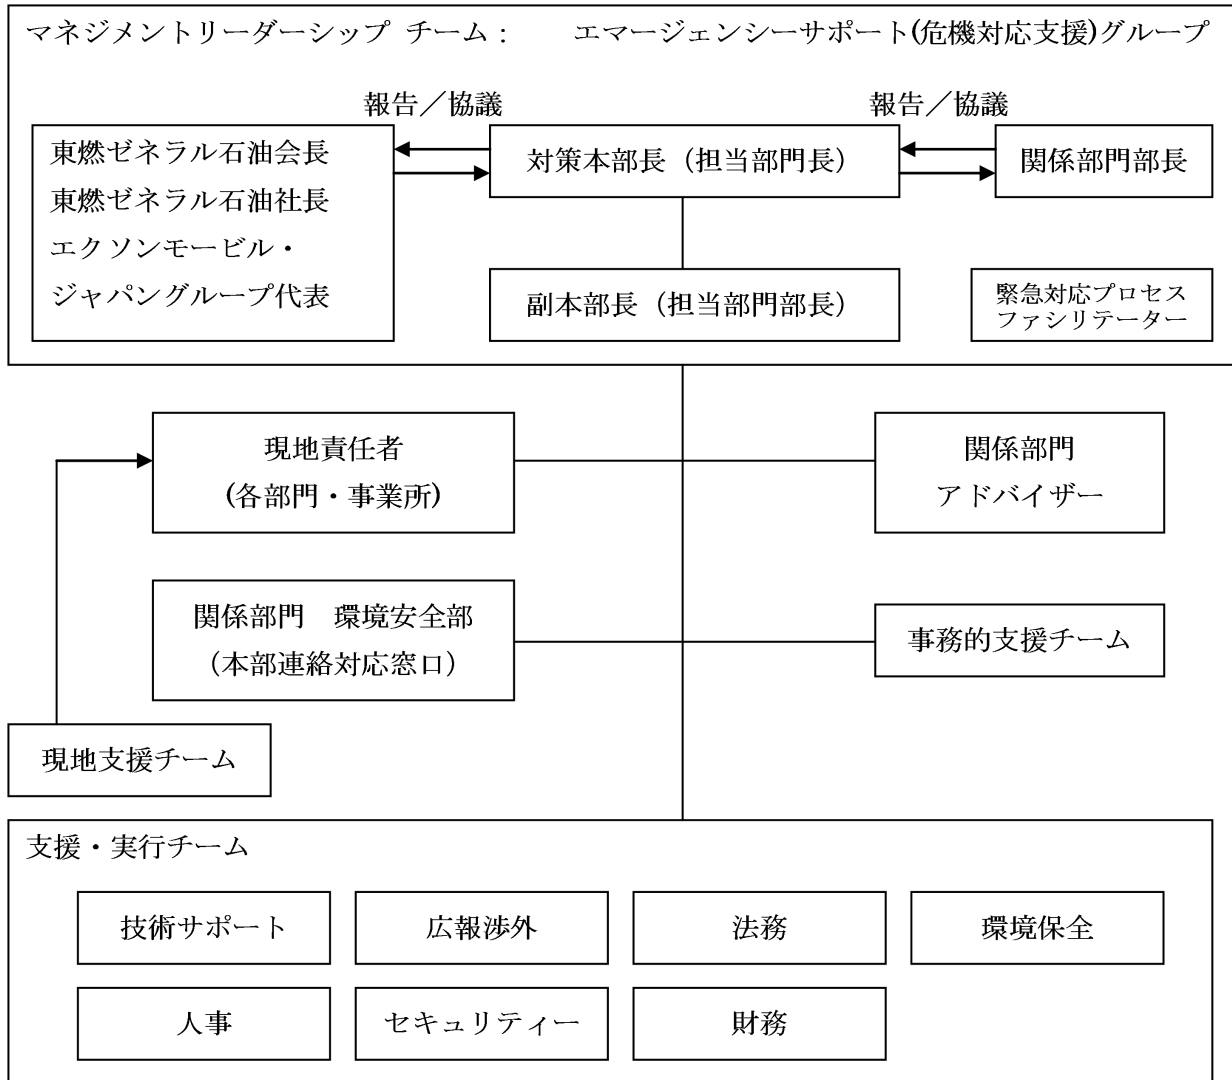 マネジメントリーダーシップ チーム： エマージェンシーサポート(危機対応支援)グループ
報告／協議
報告／協議
東燃ゼネラル石油会長
東燃ゼネラル石油社長
エクソンモービル・
ジャパングループ代表
対策本部長（担当部門長）
関係部門部長
副本部長（担当部門部長）
緊急対応プロセス
ファシリテーター
現地責任者
(各部門・事業所)
関係部門
アドバイザー
関係部門　環境安全部
（本部連絡対応窓口）
事務的支援チーム
現地支援チーム
支援・実行チーム
技術サポート
広報渉外
法務
環境保全
人事
セキュリティー
財務